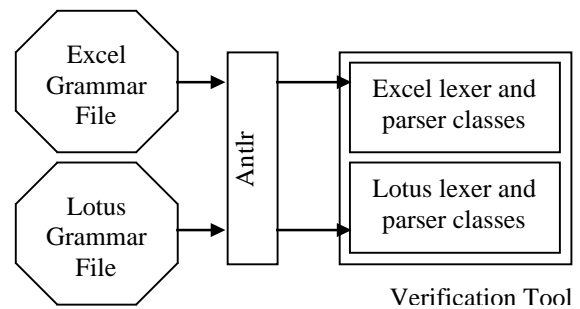 Excel
Grammar
File
Antlr
Excel lexer and
parser classes
Lotus
Grammar
File
Lotus lexer and
parser classes
Verification Tool